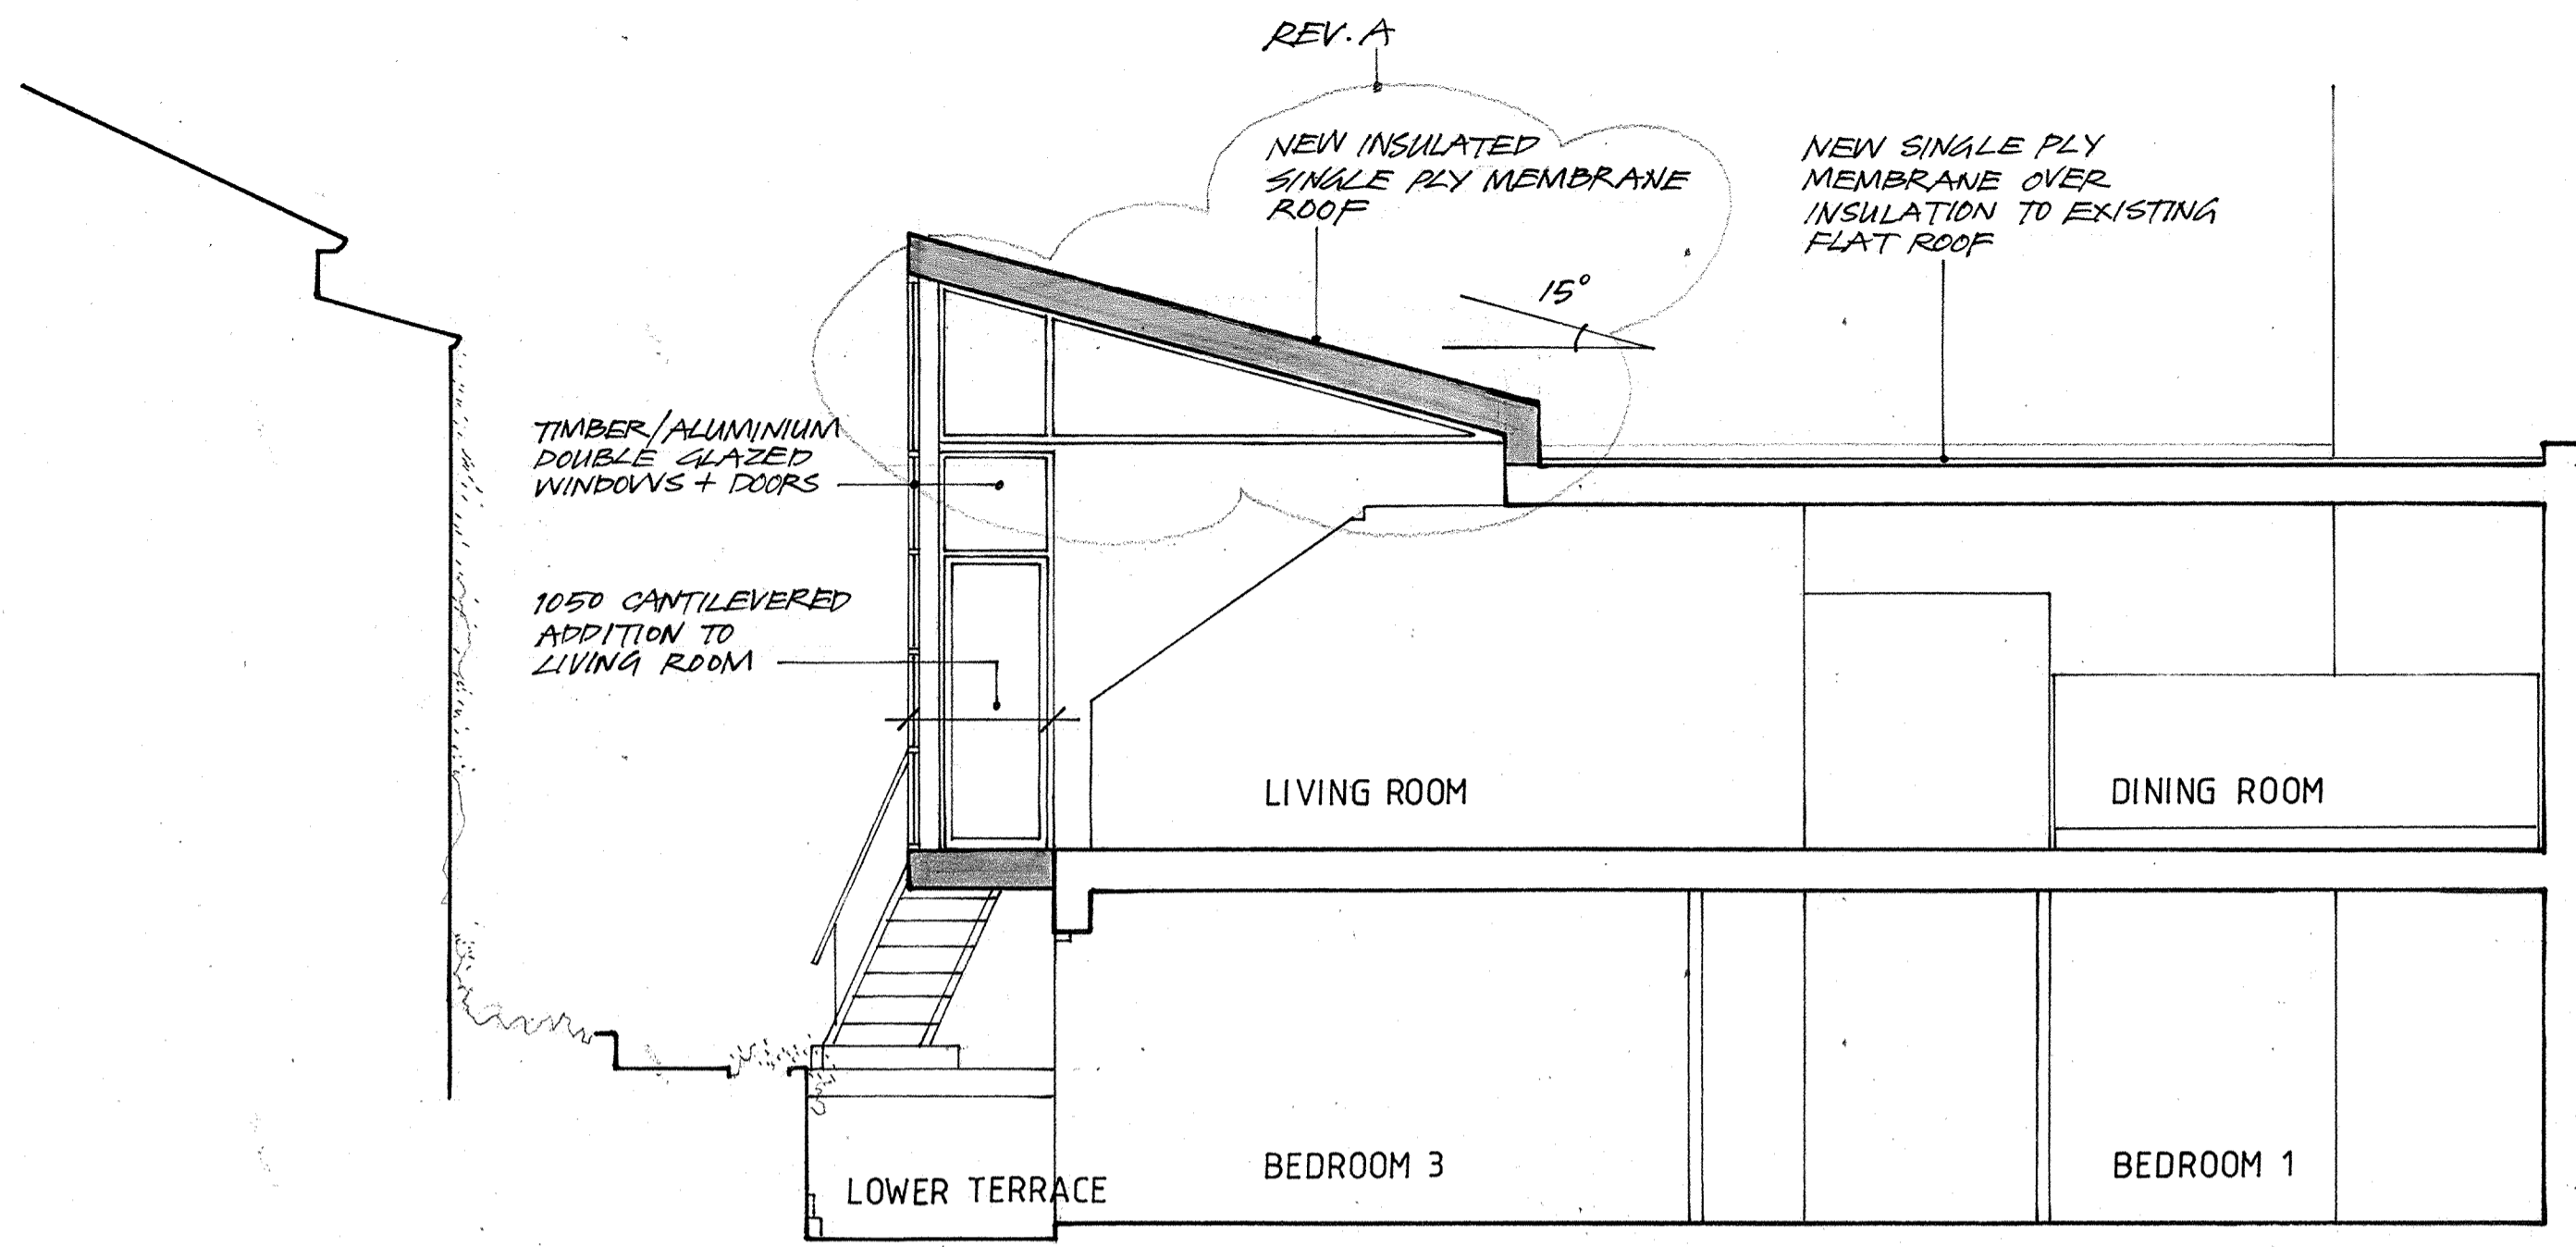 REV. A
NEW INSULATED
SINGLE PLY MEMBRANE
ROOF
NEW SINGLE PLY
MEMBRANE OVER
INSULATION TO EXISTING
FLAT ROOF
15°
TIMBER/ALUMINIUM
DOUBLE GLAZED
WINDOWS + DOORS
1050 CANTILEVERED
ADDITION TO
LIVING ROOM
LIVING ROOM
DINING ROOM
LOWER TERRACE
BEDROOM 3
BEDROOM 1